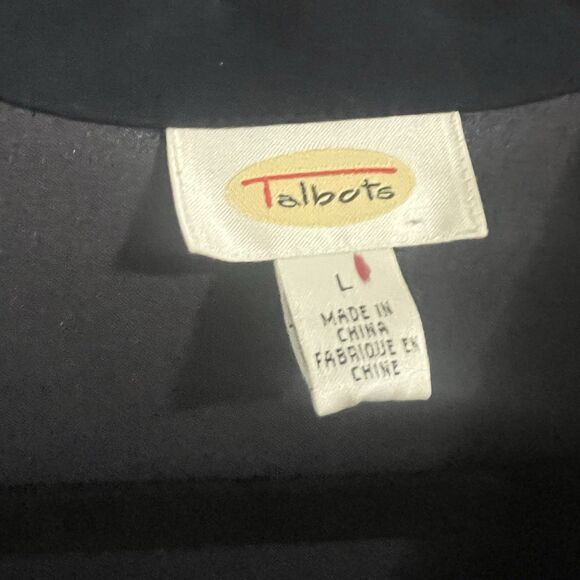 Talbots
L
MADE IN
CHINA
FABRIQUE EN
CHINE